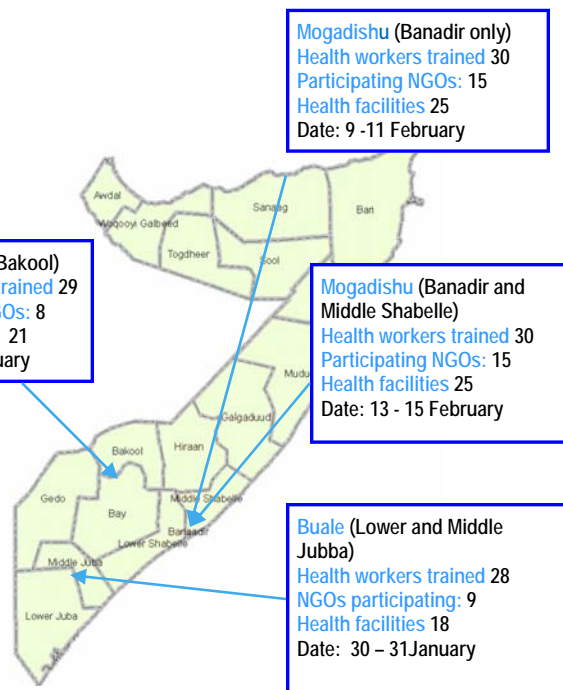 Mogadishu (Banadir only)
Health workers trained 30
Participating NGOs: 15
Health facilities 25
Date: 9 -11 February
Awdal
Woqooyi Galbeed
Togdheer
Sanaag
Sool
Bari
Bakool)
trained 29
GOs: 8
21
uary
Mogadishu (Banadir and
Middle Shabelle)
Health workers trained 30
Participating NGOs: 15
Health facilities 25
Date: 13 - 15 February
Mudu
Galgaduud
Hiraan
Bakool
Gedo
Bay
Middle Shabelle
Banaadir
Lower Shabelle
Middle Juba
Lower Juba
Buale (Lower and Middle
Jubba)
Health workers trained 28
NGOs participating: 9
Health facilities 18
Date: 30 – 31January